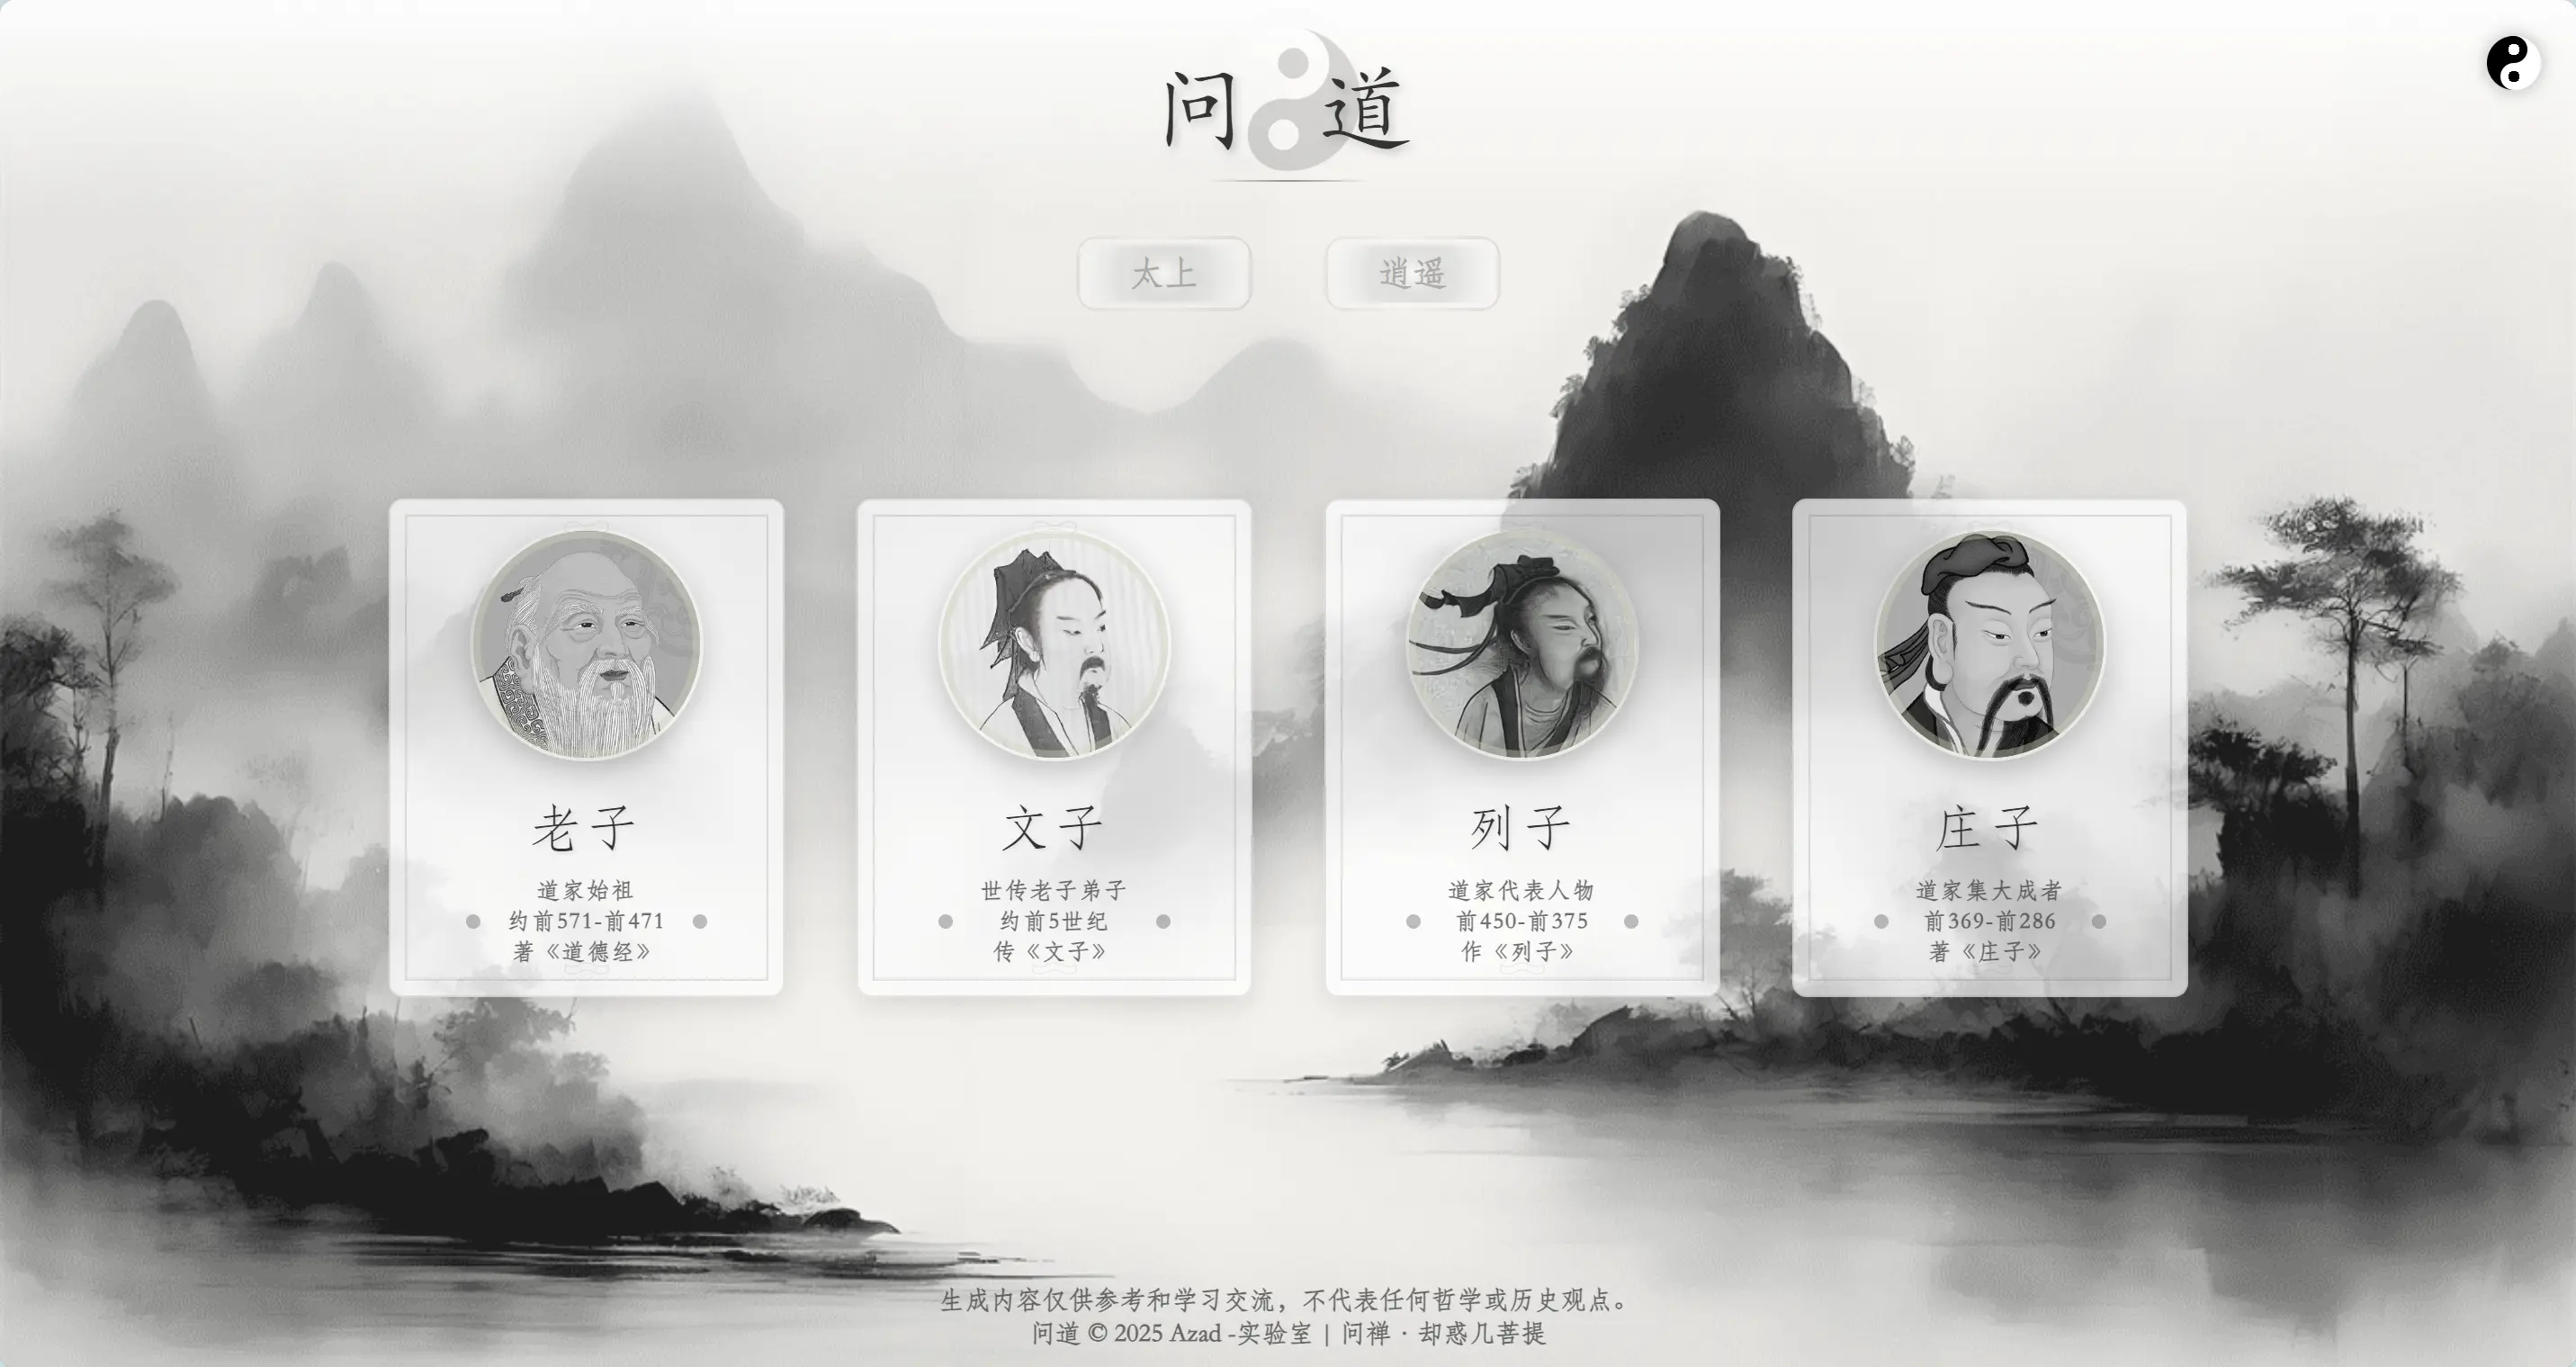 问道
太上 逍遥
老子
道家始祖
约前571-前471
著《道德经》
文子
世传老子弟子
约前5世纪
传《文子》
列子
道家代表人物
前450-前375
作《列子》
庄子
道家集大成者
前369-前286
著《庄子》
生成内容仅供参考和学习交流，不代表任何哲学或历史观点。
问道 © 2025 Azad -实验室 | 问禅 · 却惑几菩提